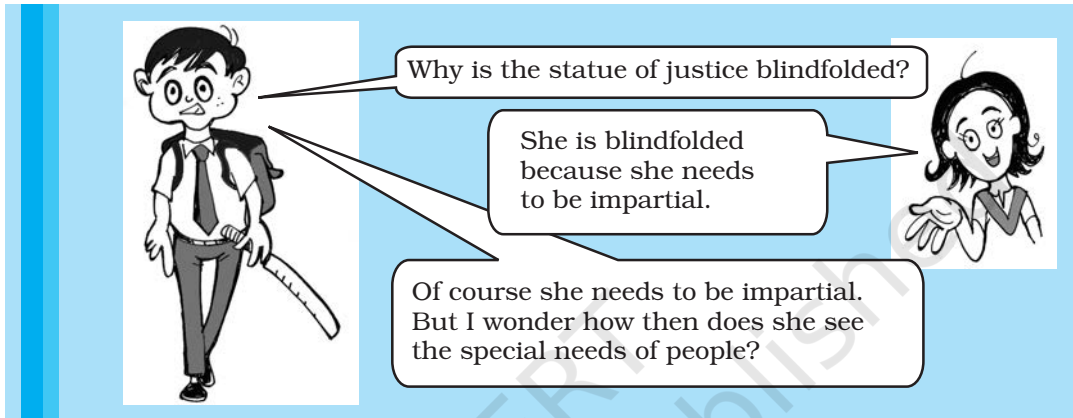 Why is the statue of justice blindfolded?
She is blindfolded
because she needs
to be impartial.
Of course she needs to be impartial.
But I wonder how then does she see
the special needs of people?